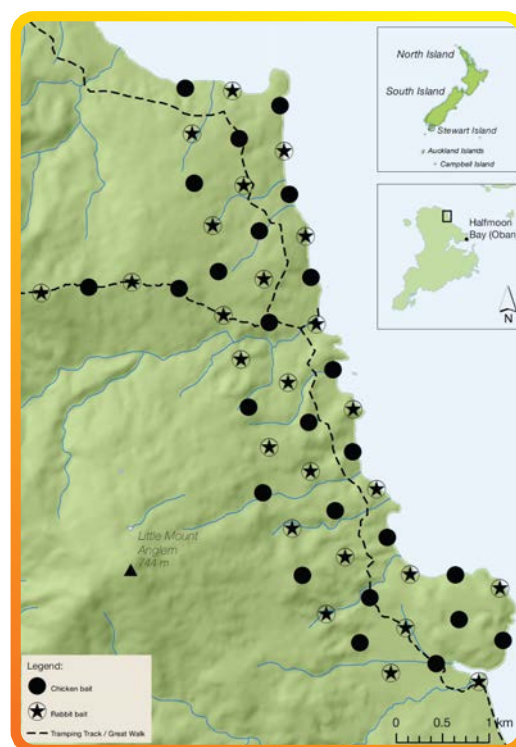 North Island
South Island
Stewart Island
Auckland Islands
Campbell Island
Halfmoon
Bay (Oban)
N
Little Mount
Anglem
744 m
Legend:
Chicken bait
Rabbit bait
Tramping Track / Great Walk
0 0.5 1 km